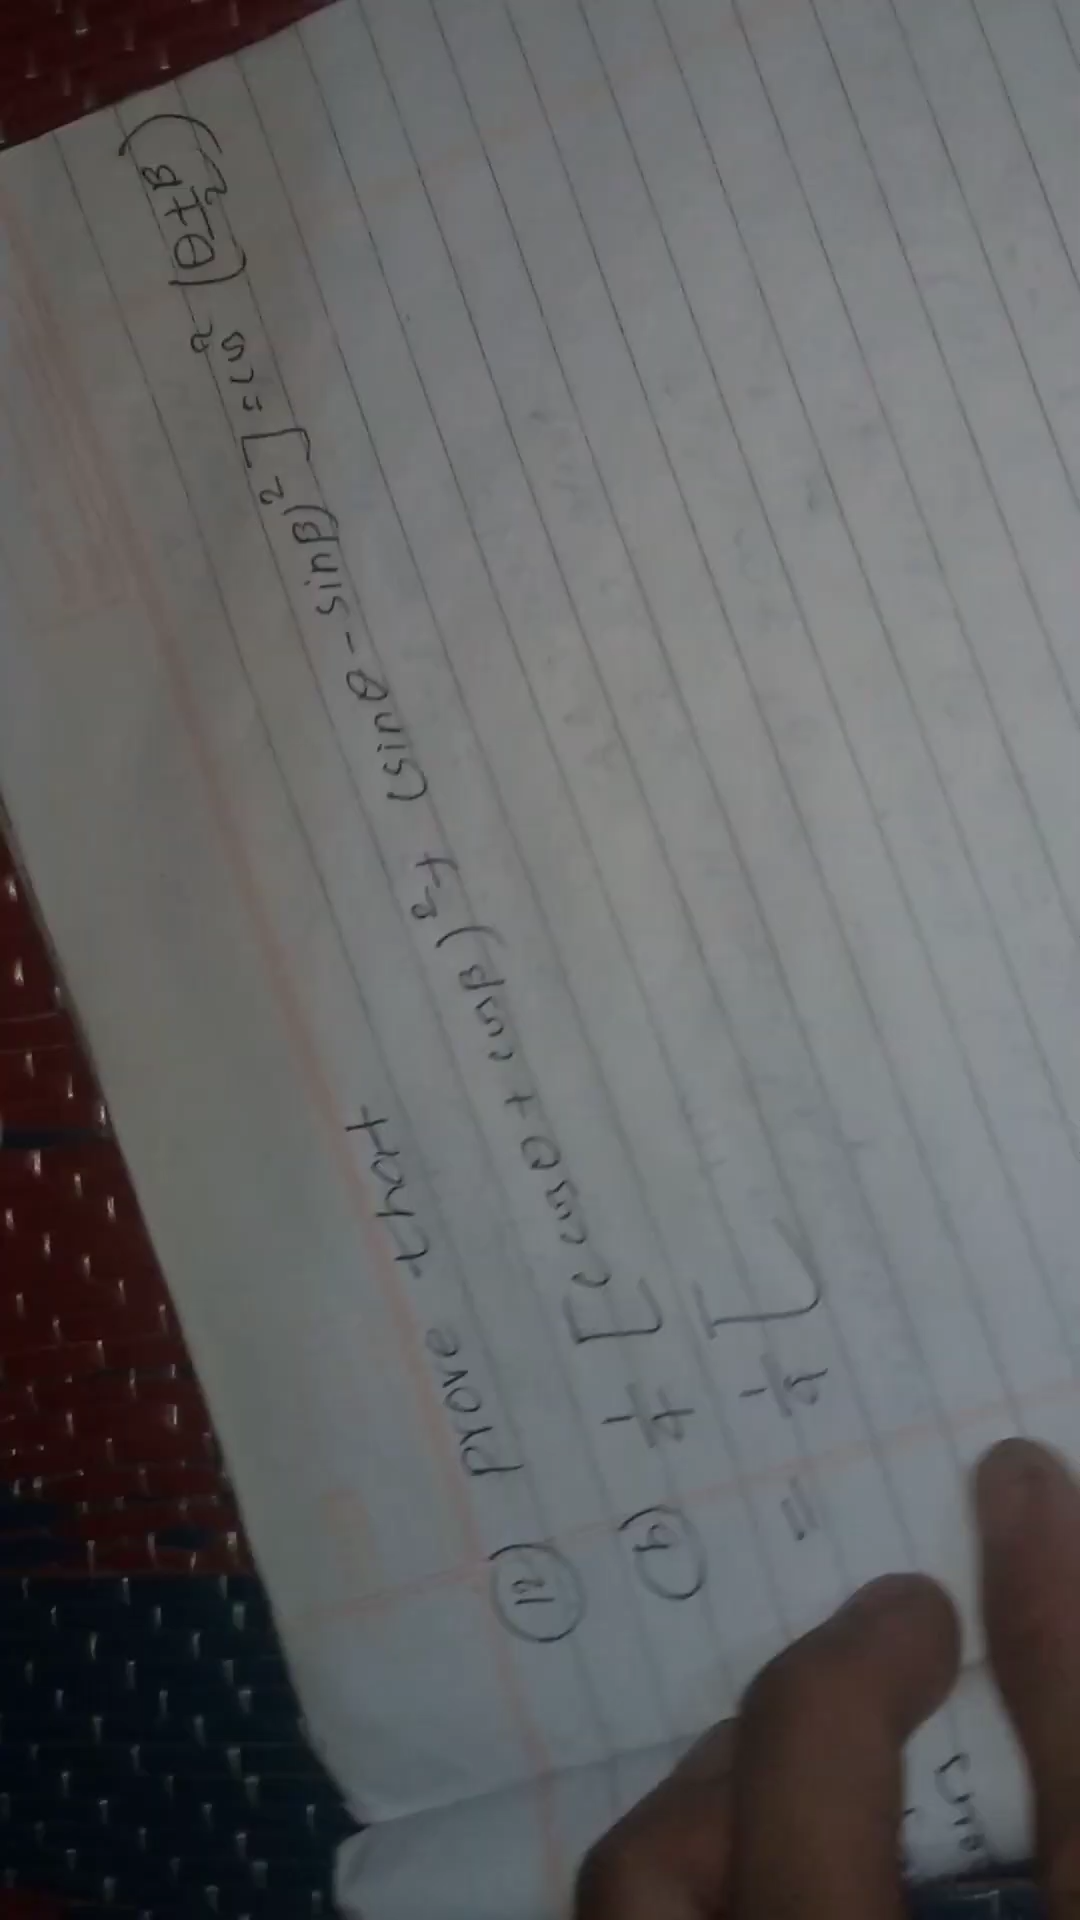 12) prove that
b) 1/4 [(cosθ + cosβ)² + (sinθ - sinβ)²] = cos² (θ+β/2)
= 1/4 [